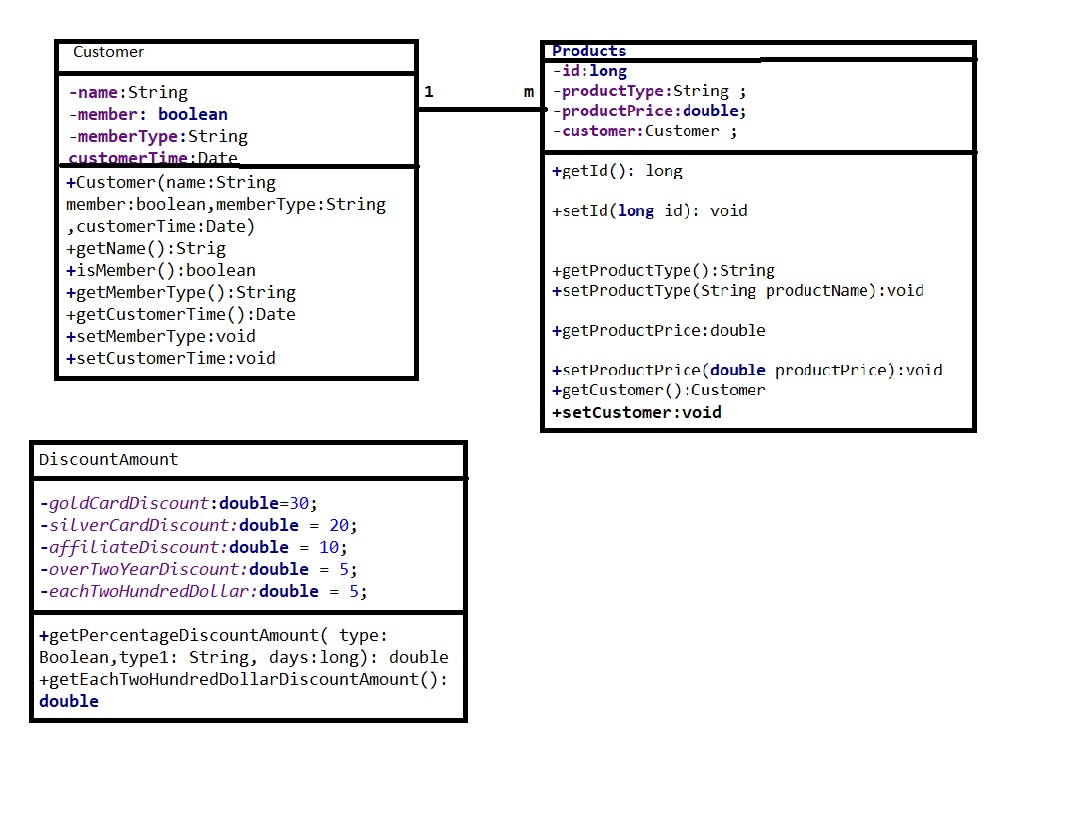 Customer
-name:String
-member: boolean
-memberType:String
customerTime:Date
+Customer(name:String
member:boolean,memberType:String
,customerTime:Date)
+getName():Strig
+isMember():boolean
+getMemberType():String
+getCustomerTime():Date
+setMemberType:void
+setCustomerTime:void
1
m
Products
-id:long
-productType:String ;
-productPrice:double;
-customer:Customer ;
+getId(): long
+setId(long id): void
+getProductType():String
+setProductType(String productName):void
+getProductPrice:double
+setProductPrice(double productPrice):void
+getCustomer():Customer
+setCustomer:void
DiscountAmount
-goldCardDiscount:double=30;
-silverCardDiscount:double = 20;
-affiliateDiscount:double = 10;
-overTwoYearDiscount:double = 5;
-eachTwoHundredDollar:double = 5;
+getPercentageDiscountAmount( type:
Boolean,type1: String, days:long): double
+getEachTwoHundredDollarDiscountAmount():
double